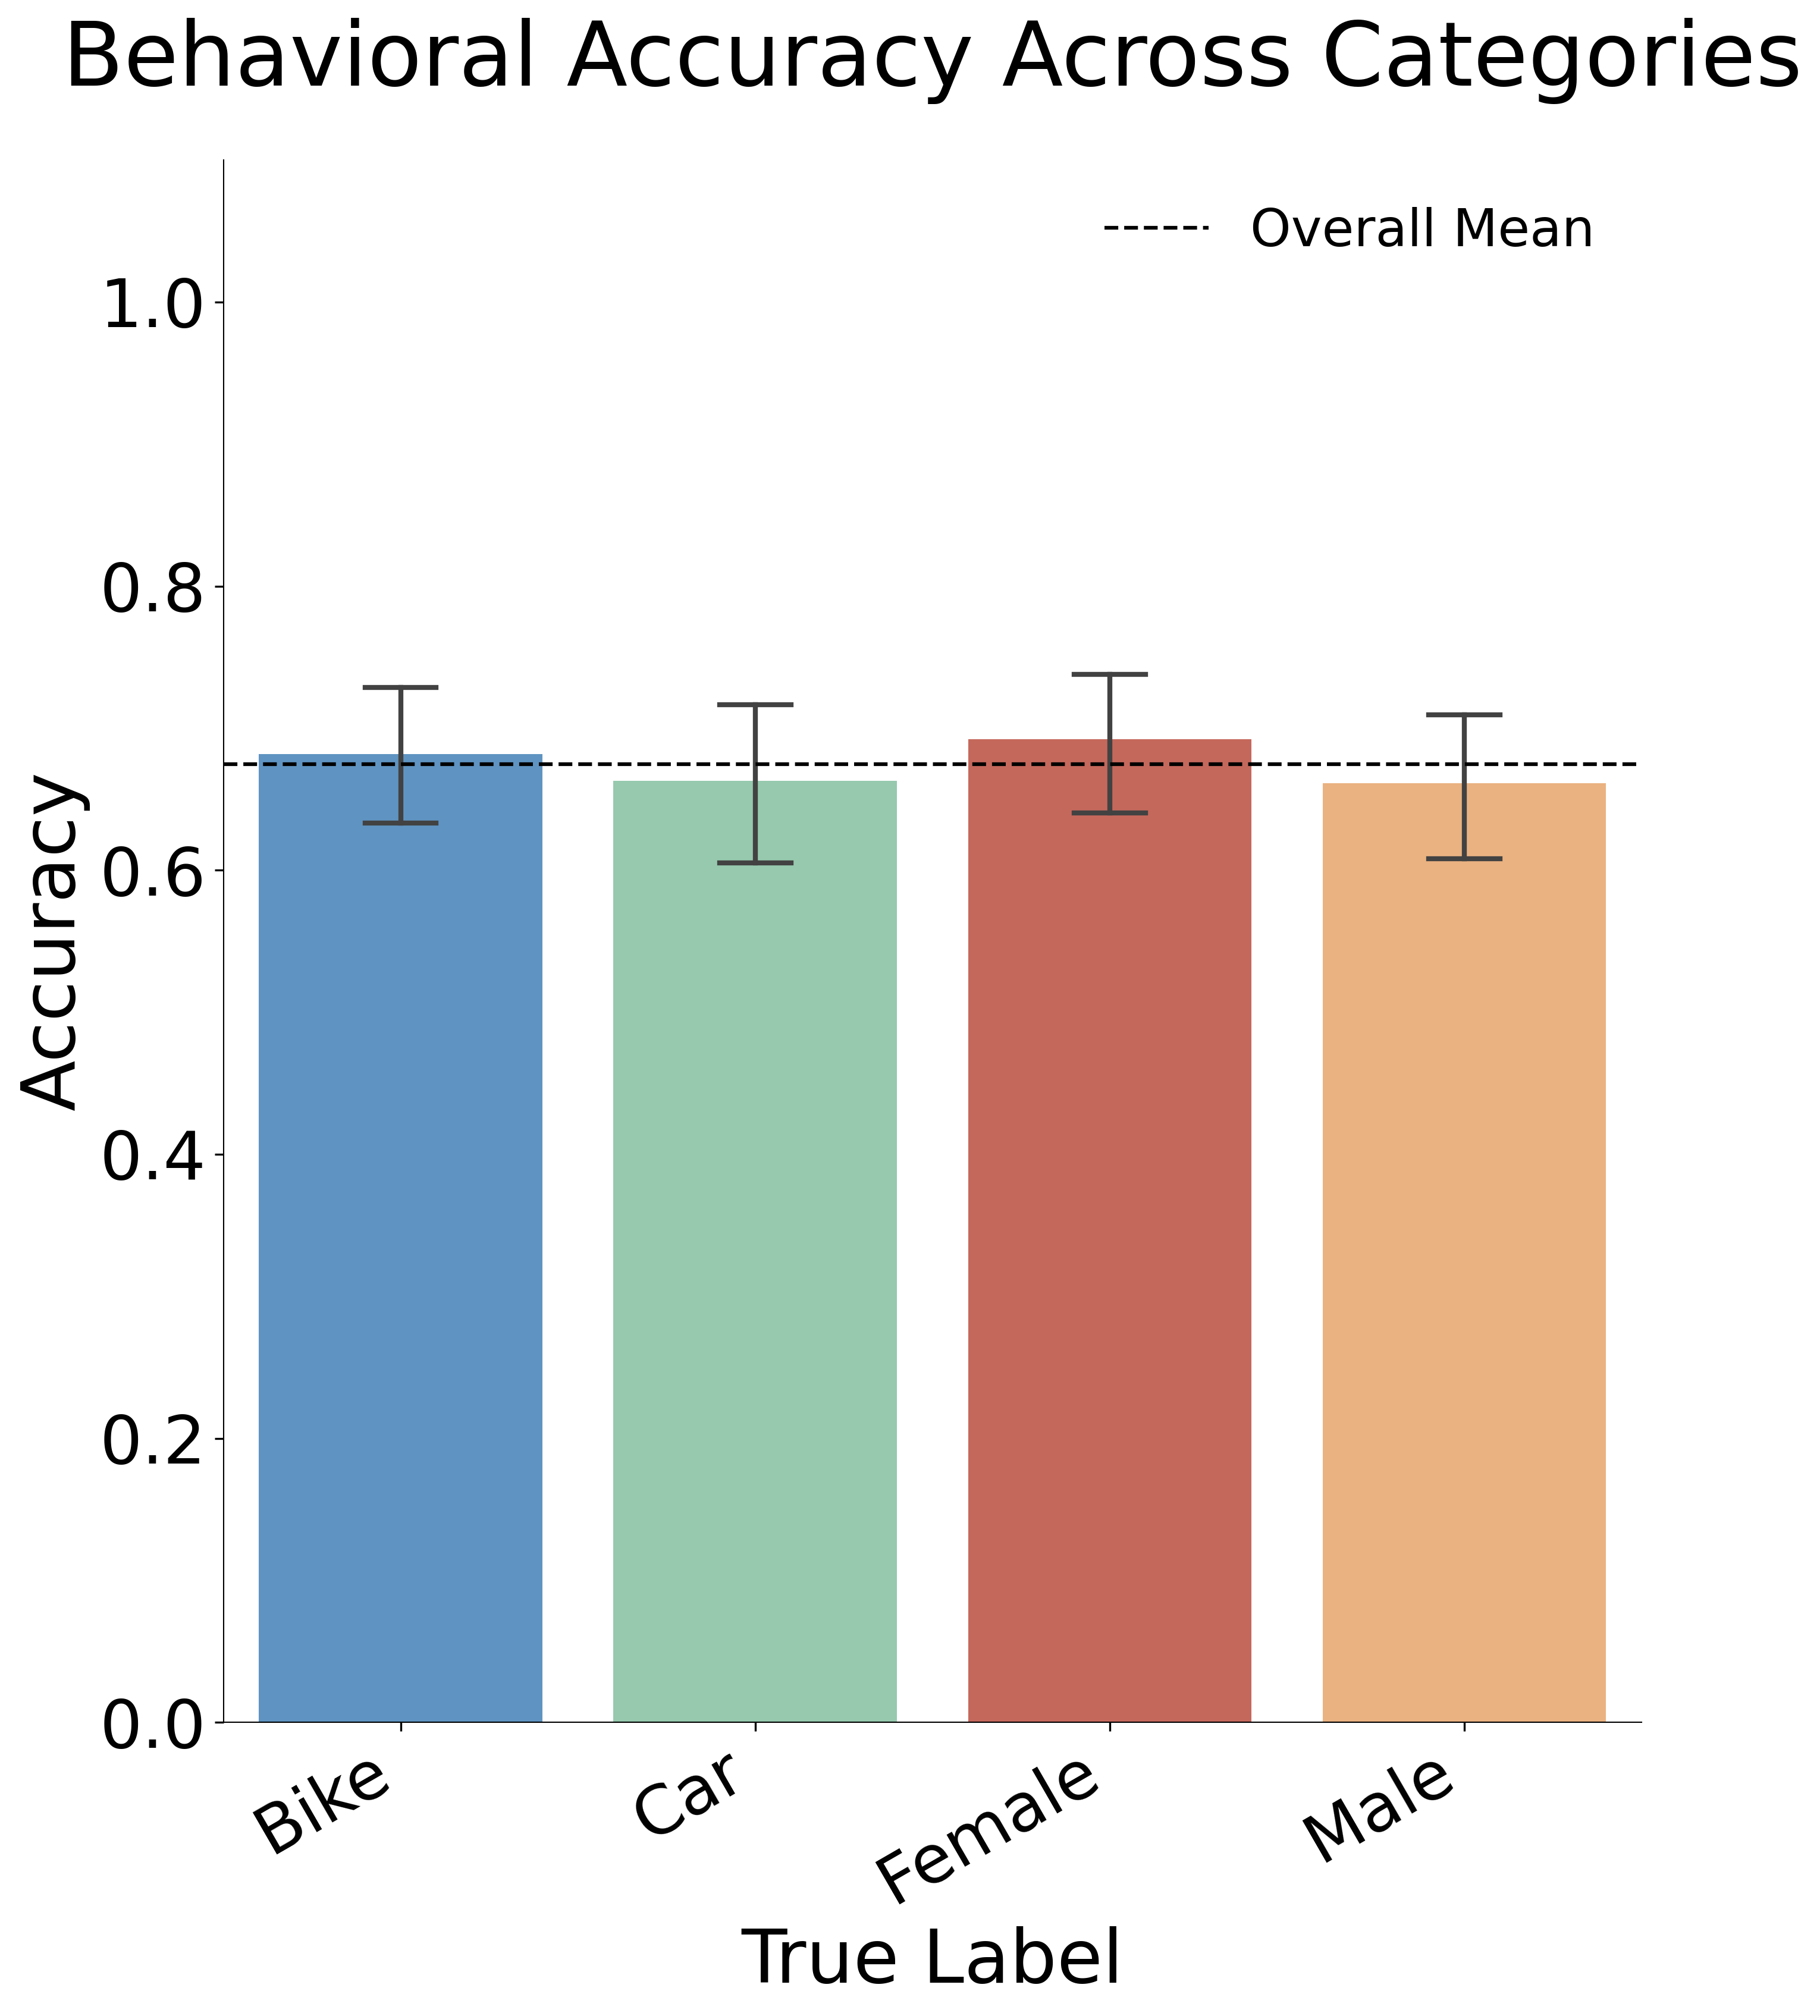 Behavioral Accuracy Across Categories
Overall Mean
1.0
0.8
0.6
0.4
0.2
0.0
Accuracy
Bike
Car
Female
Male
True Label